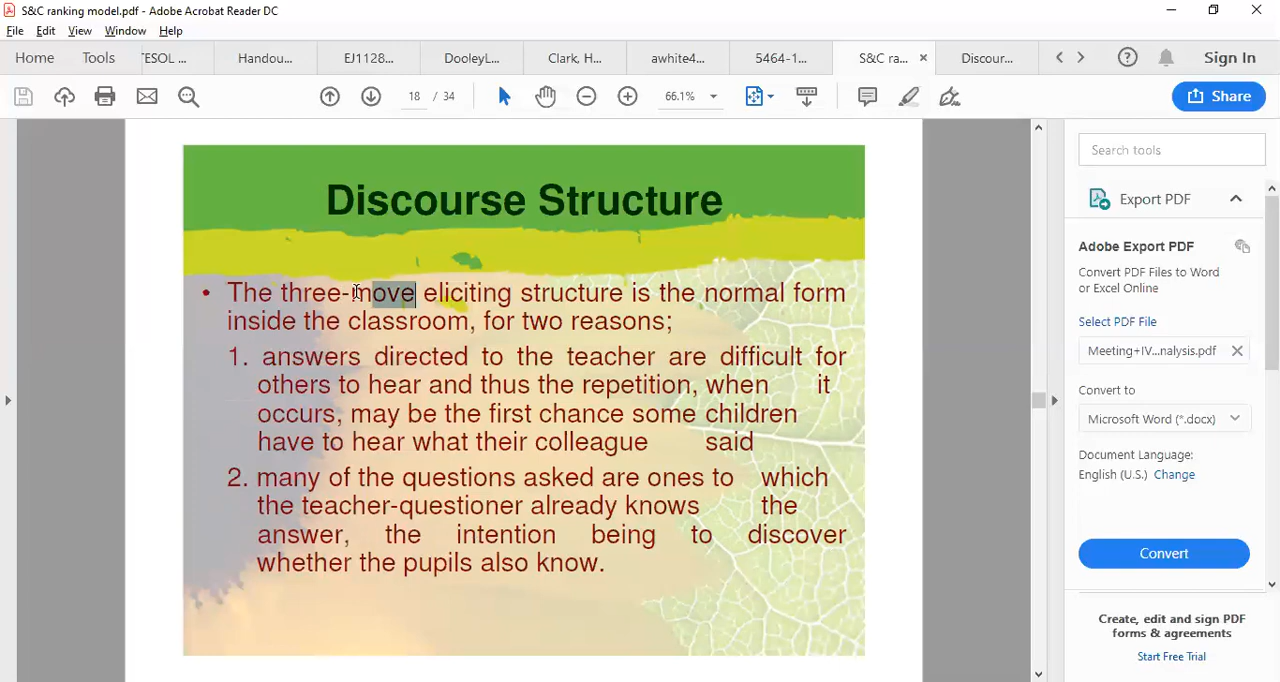 S&C ranking model.pdf - Adobe Acrobat Reader DC
File Edit View Window Help
Home Tools TESOL ... Handou... EJ1128... DooleyL... Clark, H... awhite4... 5464-1... S&C ra... × Discour... Sign In
18 / 34 66.1% Share
Search tools
Export PDF
Adobe Export PDF
Convert PDF Files to Word
or Excel Online
Select PDF File
Meeting+IV...nalysis.pdf
Convert to
Microsoft Word (*.docx)
Document Language:
English (U.S.) Change
Convert
Create, edit and sign PDF
forms & agreements
Start Free Trial
Discourse Structure
• The three-move eliciting structure is the normal form
inside the classroom, for two reasons;
1. answers directed to the teacher are difficult for
others to hear and thus the repetition, when it
occurs, may be the first chance some children
have to hear what their colleague said
2. many of the questions asked are ones to which
the teacher-questioner already knows the
answer, the intention being to discover
whether the pupils also know.